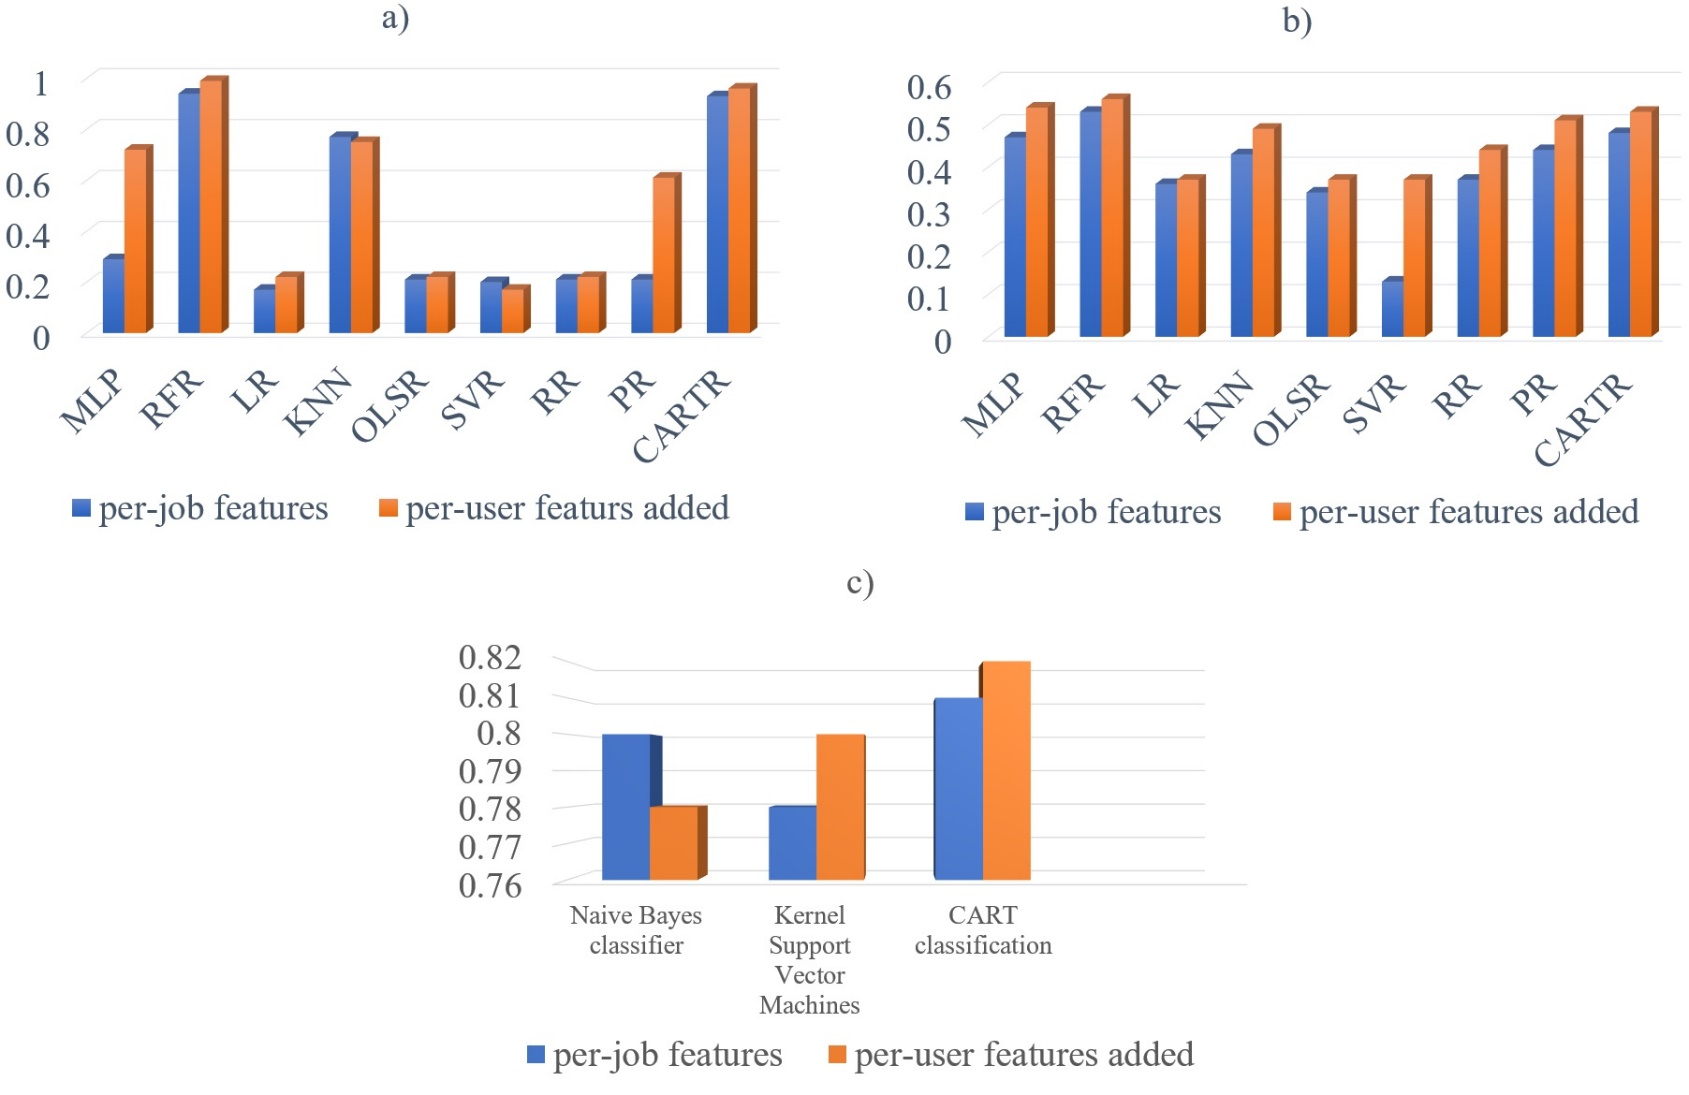 a)
1
0.8
0.6
0.4
0.2
0
MLP
RFR
LR
KNN
OLSR
SVR
RR
PR
CARTR
per-job features
per-user featurs added
b)
0.6
0.5
0.4
0.3
0.2
0.1
0
MLP
RFR
LR
KNN
OLSR
SVR
RR
PR
CARTR
per-job features
per-user features added
c)
0.82
0.81
0.8
0.79
0.78
0.77
0.76
Naive Bayes
classifier
Kernel
Support
Vector
Machines
CART
classification
per-job features
per-user features added